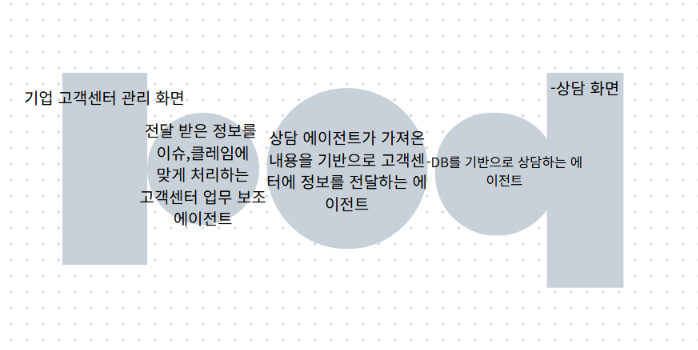 기업 고객센터 관리 화면
전달 받은 정보를
이슈,클레임에
맞게 처리하는
고객센터 업무 보조
에이전트
상담 에이전트가 가져온
내용을 기반으로 고객센
터에 정보를 전달하는 에
이전트
-DB를 기반으로 상담하는 에
이전트
-상담 화면